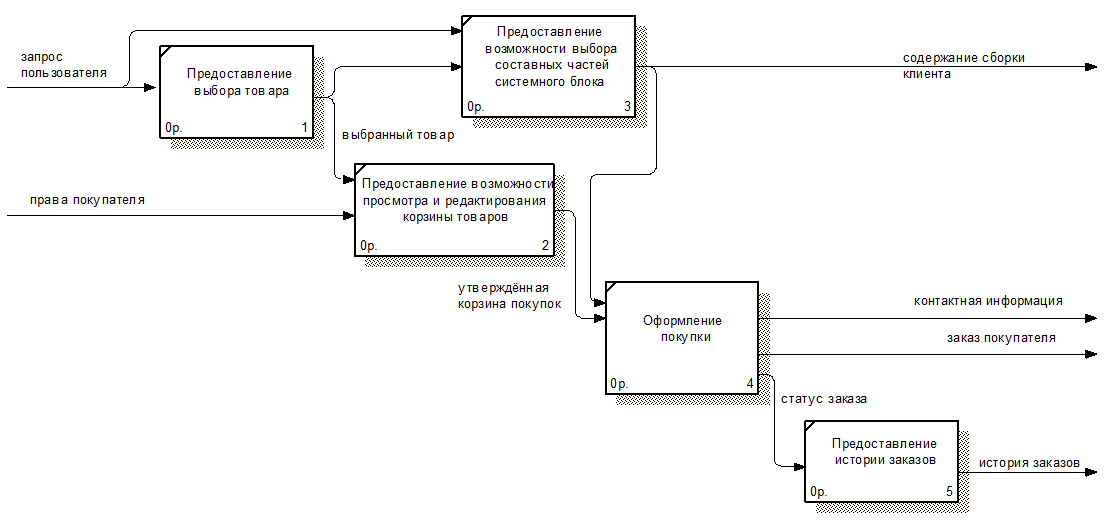 запрос
пользователя
Предоставление
выбора товара
0р.
1
Предоставление
возможности выбора
составных частей
системного блока
0р.
3
содержание сборки
клиента
выбранный товар
права покупателя
Предоставление возможности
просмотра и редактирования
корзины товаров
0р.
2
утверждённая
корзина покупок
Оформление
покупки
0р.
4
контактная информация
заказ покупателя
статус заказа
Предоставление
истории заказов
0р.
5
история заказов